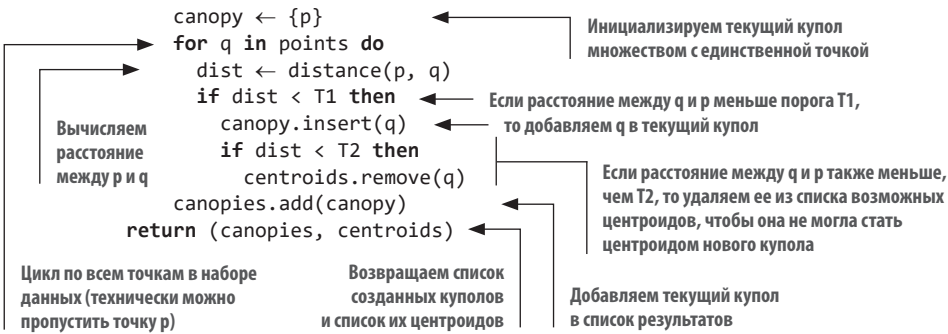 canopy ← {p}
Инициализируем текущий купол
множеством с единственной точкой
for q in points do
dist ← distance(p, q)
Вычисляем
расстояние
между p и q
if dist < T1 then
Если расстояние между q и p меньше порога T1,
то добавляем q в текущий купол
canopy.insert(q)
if dist < T2 then
centroids.remove(q)
Если расстояние между q и p также меньше,
чем T2, то удаляем ее из списка возможных
центроидов, чтобы она не могла стать
центроидом нового купола
canopies.add(canopy)
return (canopies, centroids)
Цикл по всем точкам в наборе
данных (технически можно
пропустить точку p)
Возвращаем список
созданных куполов
и список их центроидов
Добавляем текущий купол
в список результатов